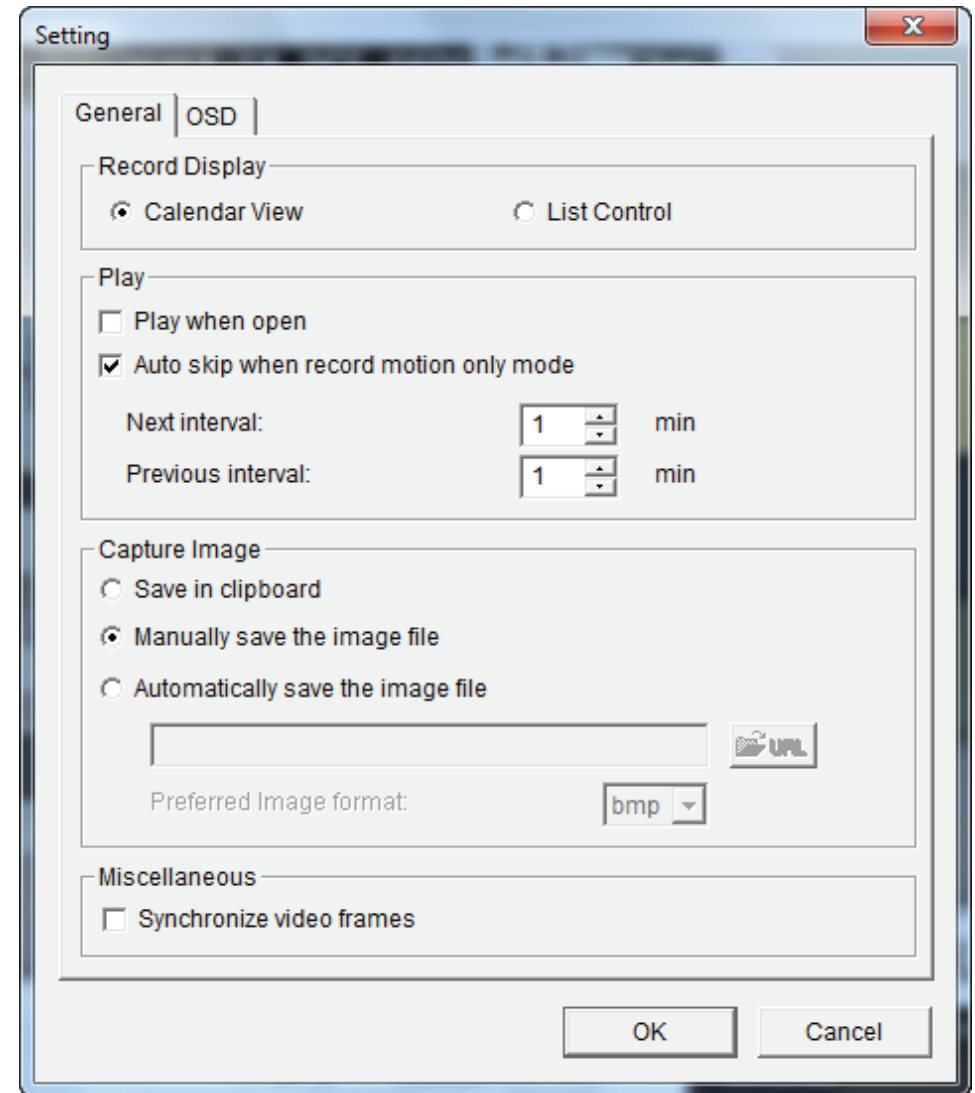 Setting
General OSD
Record Display
Calendar View List Control
Play
Play when open
Auto skip when record motion only mode
Next interval: 1 min
Previous interval: 1 min
Capture Image
Save in clipboard
Manually save the image file
Automatically save the image file
URL
Preferred Image format: bmp
Miscellaneous
Synchronize video frames
OK Cancel